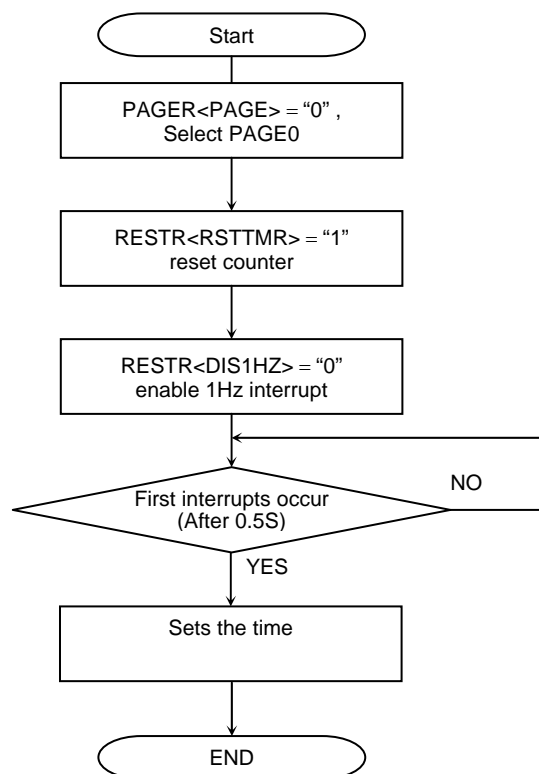 Start
PAGER<PAGE> = “0” ,
Select PAGE0
RESTR<RSTTMR> = “1”
reset counter
RESTR<DIS1HZ> = “0”
enable 1Hz interrupt
First interrupts occur
(After 0.5S)
NO
YES
Sets the time
END